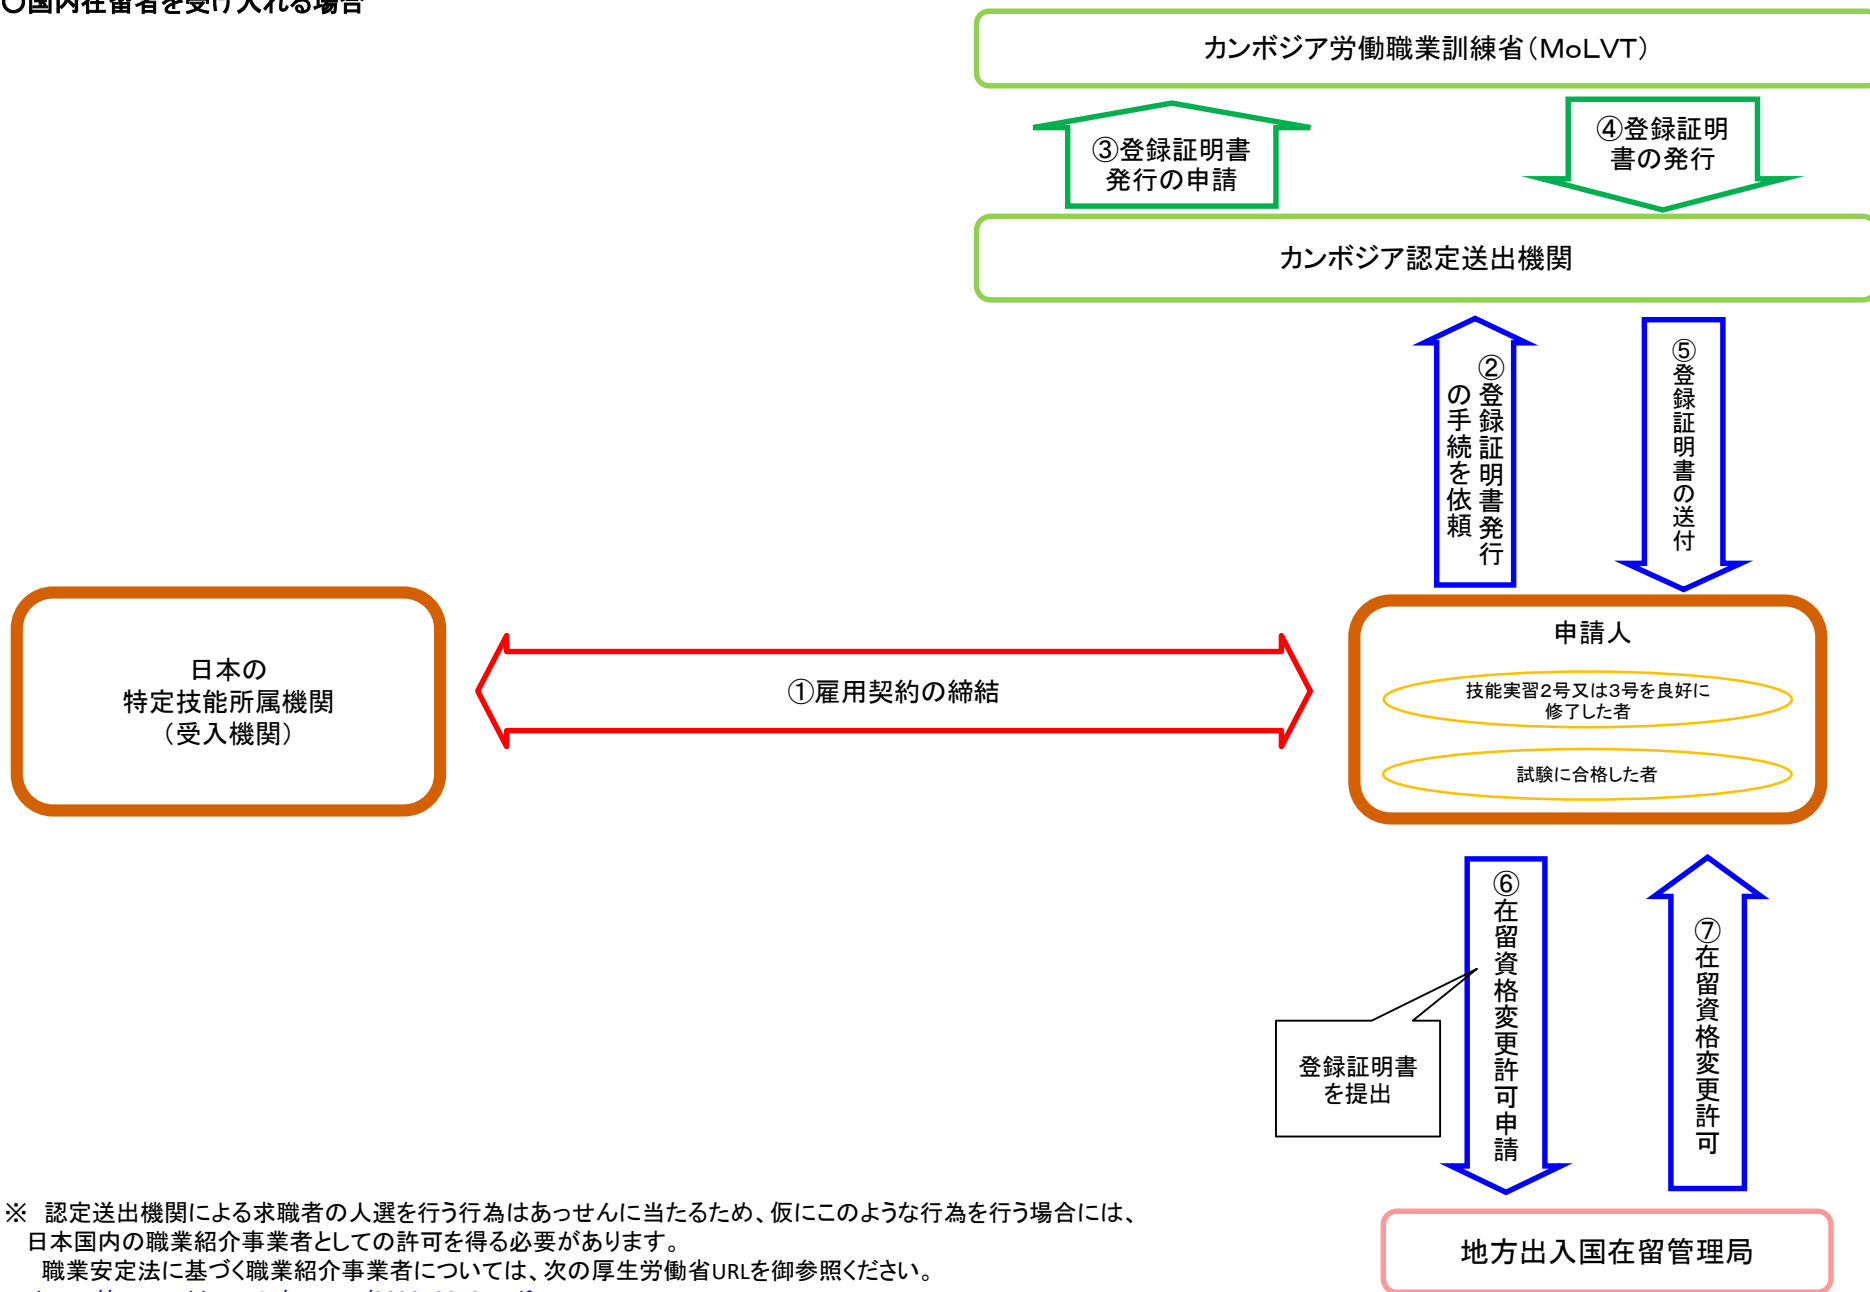 〇国内在留者を受け入れる場合
カンボジア労働職業訓練省（MoLVT）
③登録証明書
発行の申請
④登録証明
書の発行
カンボジア認定送出機関
②登録証明書発行
の手続を依頼
⑤登録証明書の送付
日本の
特定技能所属機関
（受入機関）
①雇用契約の締結
申請人
技能実習２号又は３号を良好に
修了した者
試験に合格した者
⑥在留資格変更許可申請
⑦在留資格変更許可
登録証明書
を提出
地方出入国在留管理局
※　認定送出機関による求職者の人選を行う行為はあっせんに当たるため、仮にこのような行為を行う場合には、
日本国内の職業紹介事業者としての許可を得る必要があります。
職業安定法に基づく職業紹介事業者については、次の厚生労働省URLを御参照ください。